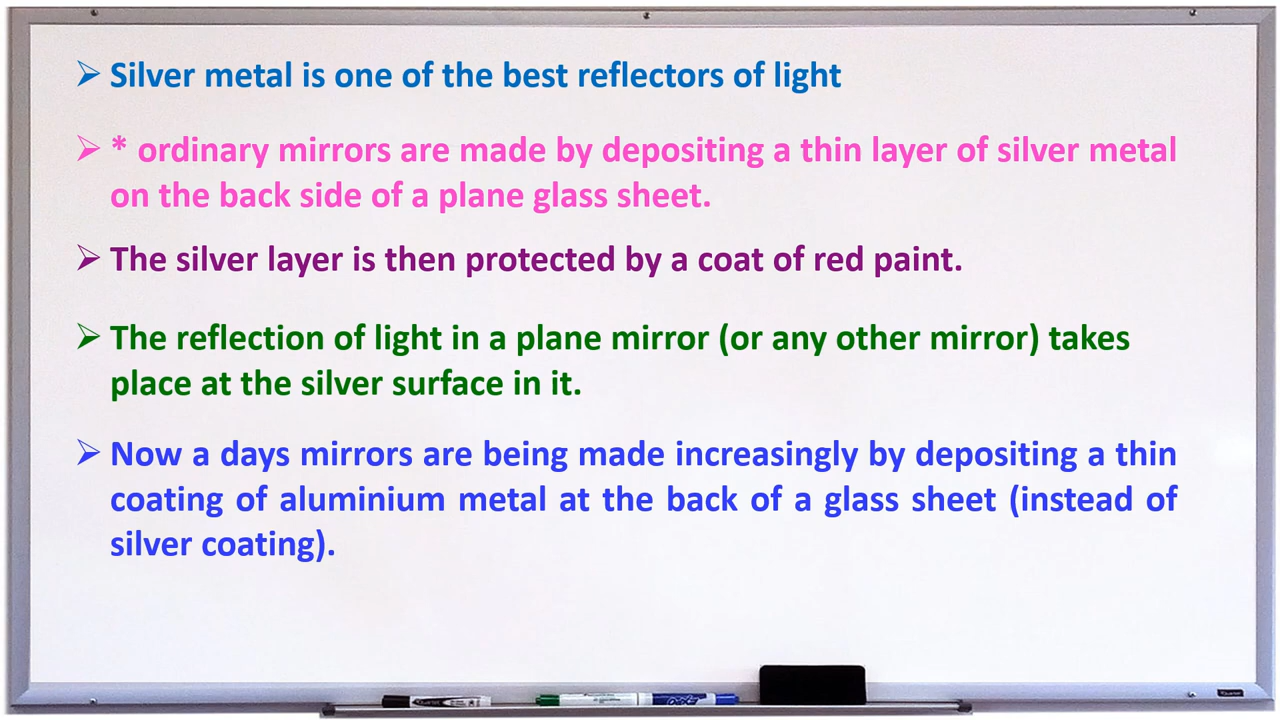 ➢ Silver metal is one of the best reflectors of light
➢ * ordinary mirrors are made by depositing a thin layer of silver metal
on the back side of a plane glass sheet.
➢ The silver layer is then protected by a coat of red paint.
➢ The reflection of light in a plane mirror (or any other mirror) takes
place at the silver surface in it.
➢ Now a days mirrors are being made increasingly by depositing a thin
coating of aluminium metal at the back of a glass sheet (instead of
silver coating).